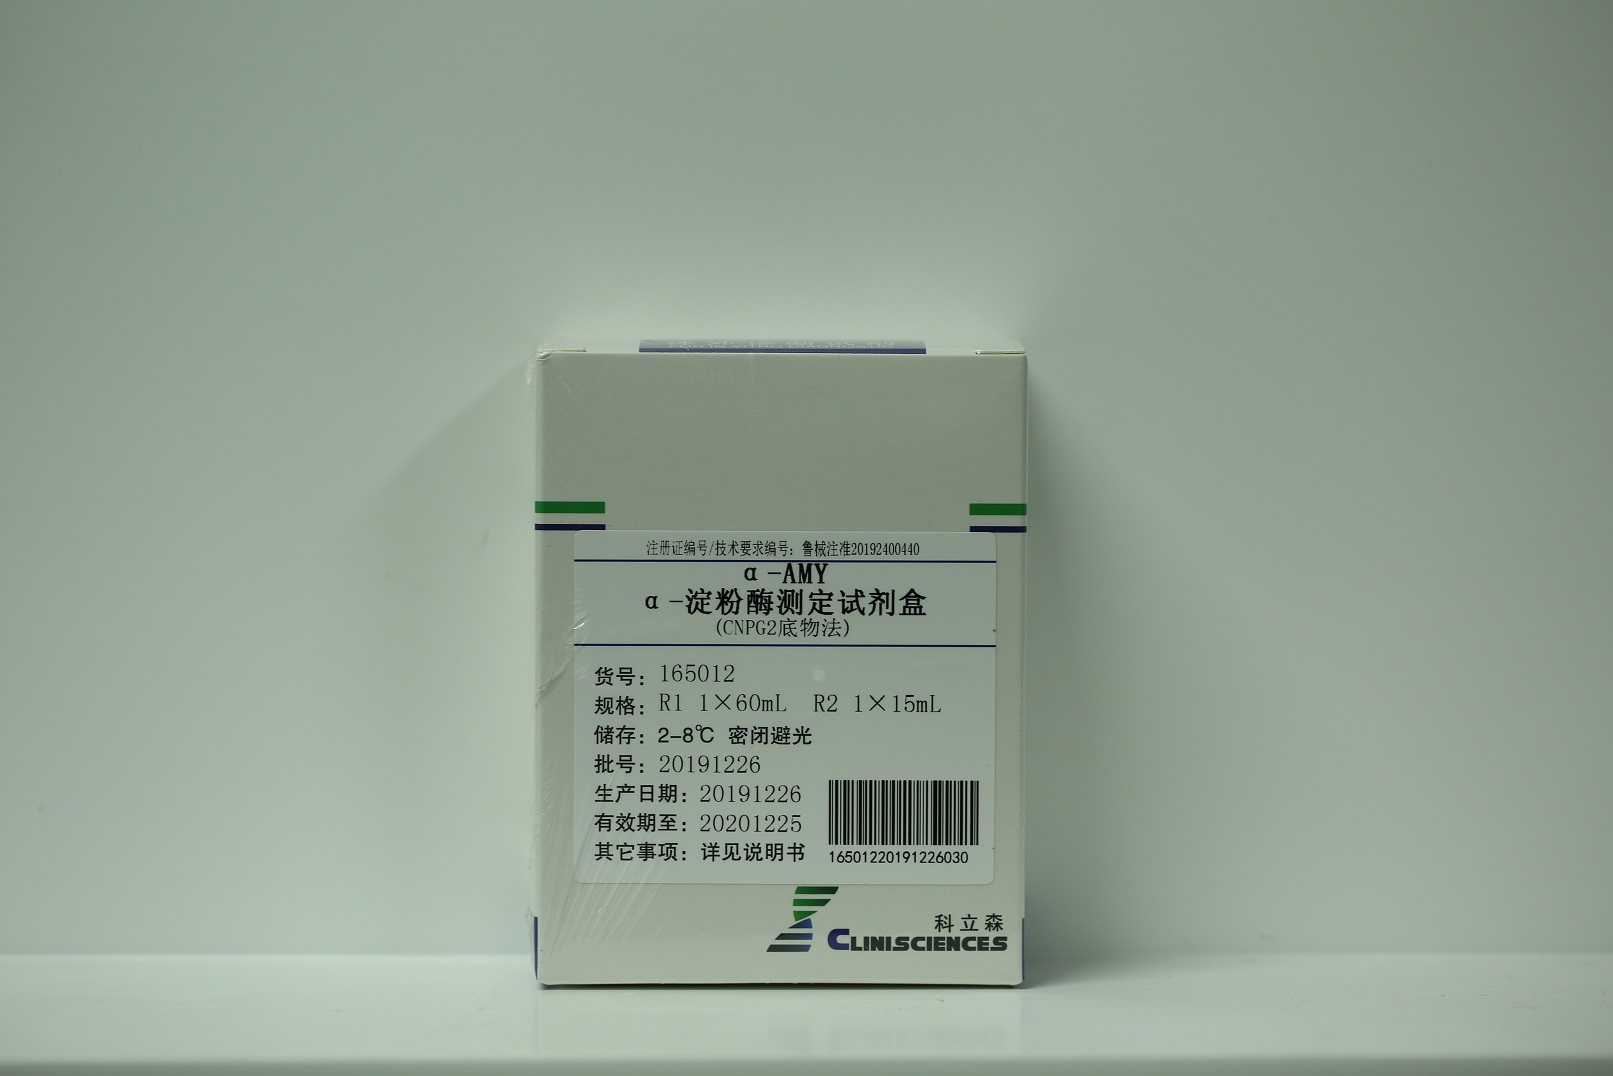 注册证编号/技术要求编号：鲁械注准20192400440
α-AMY
α-淀粉酶测定试剂盒
(CNPG2底物法)
货号：165012
规格：R1 1×60mL R2 1×15mL
储存：2-8℃ 密闭避光
批号：20191226
生产日期：20191226
有效期至：20201225
其它事项：详见说明书
16501220191226030
科立森
CLINISCIENCES